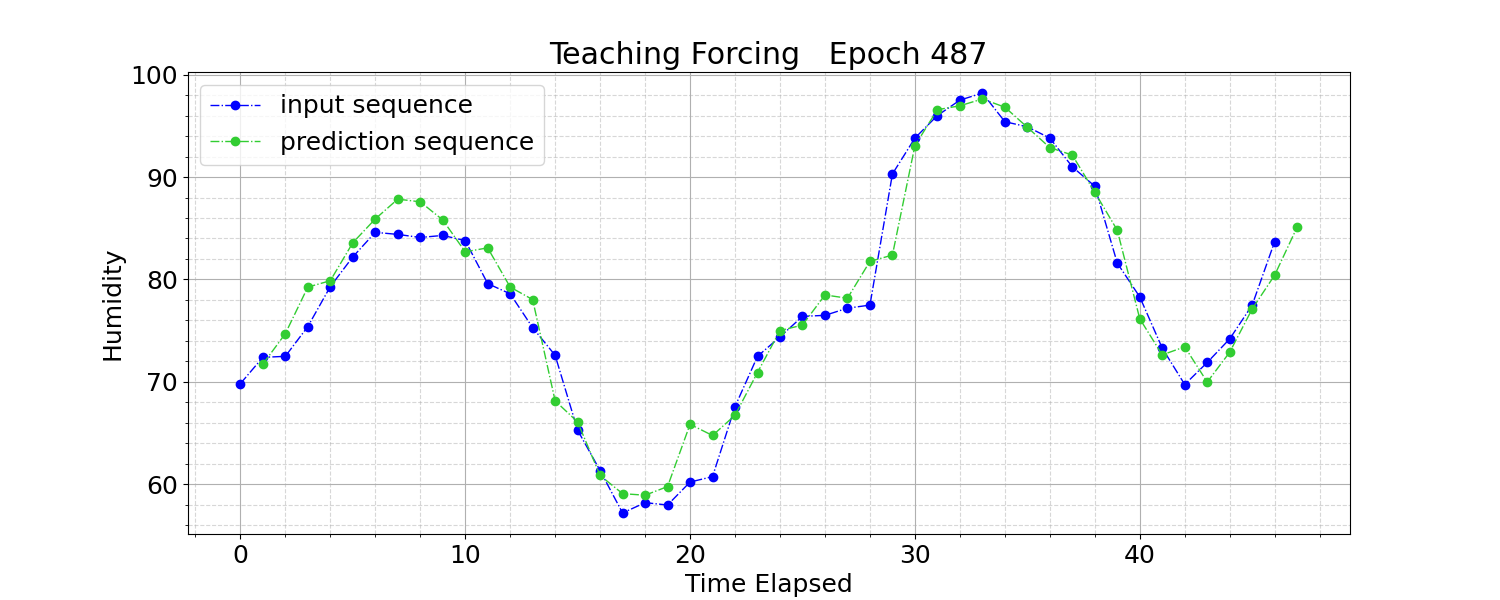 Teaching Forcing   Epoch 487
100
90
80
70
60
Humidity
input sequence
prediction sequence
0 10 20 30 40
Time Elapsed